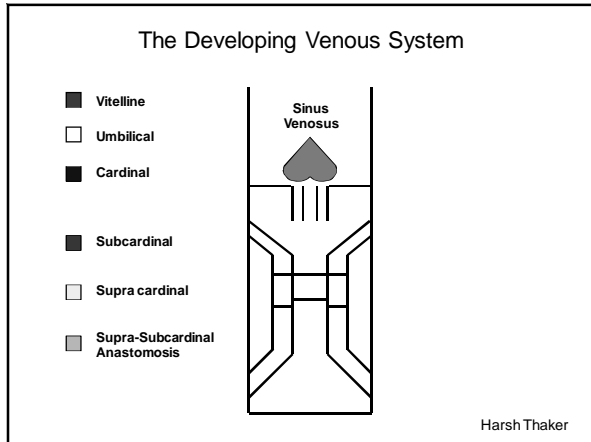 The Developing Venous System
Vitelline
Umbilical
Cardinal
Subcardinal
Supra cardinal
Supra-Subcardinal
Anastomosis
Sinus
Venosus
Harsh Thaker